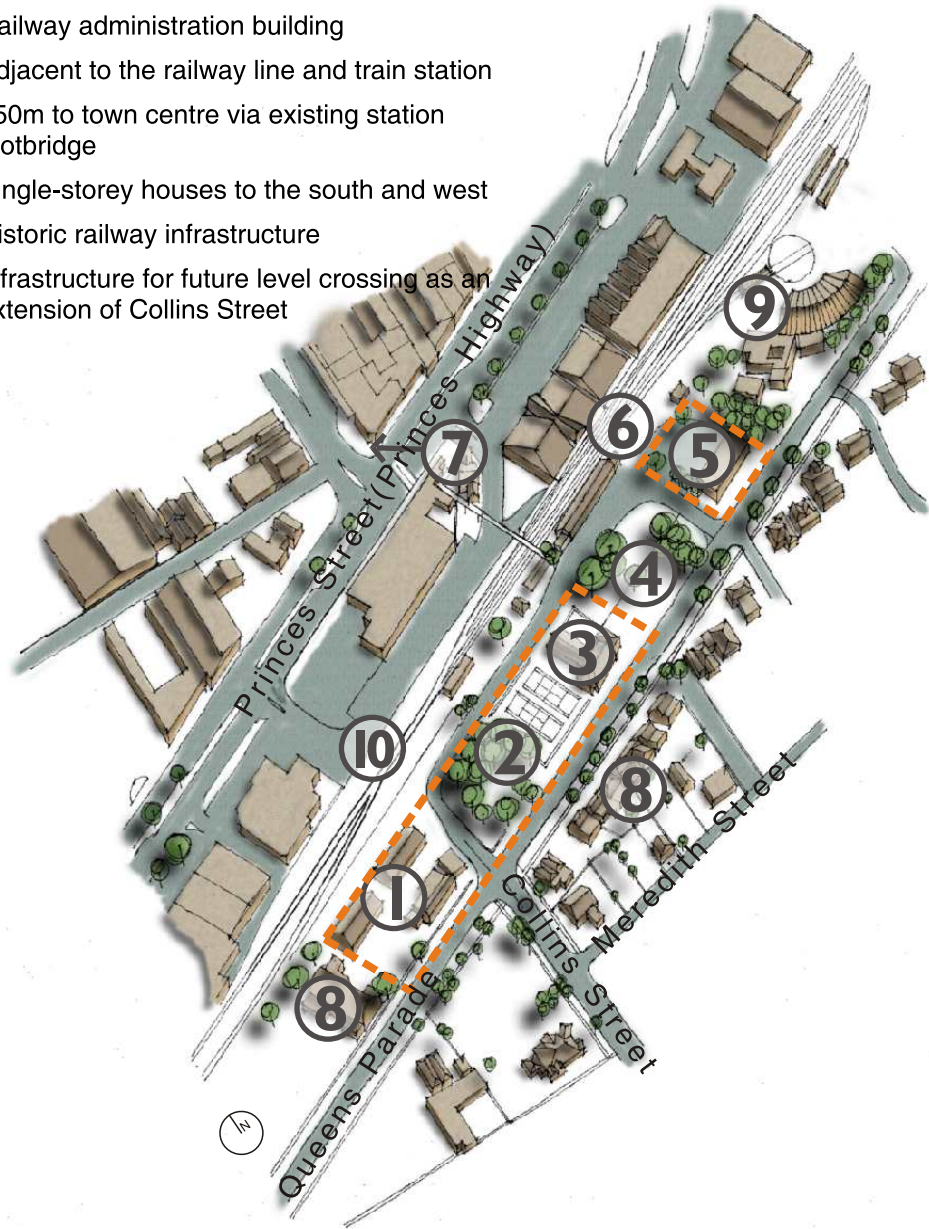 ailway administration building
djacent to the railway line and train station
50m to town centre via existing station
otbridge
ngle-storey houses to the south and west
istoric railway infrastructure
frastructure for future level crossing as an
xtension of Collins Street
Princes Street(Princes Highway)
9
6
5
7
4
3
2
10
8
1
8
Meredith Street
Collins Street
Queens Parade
N